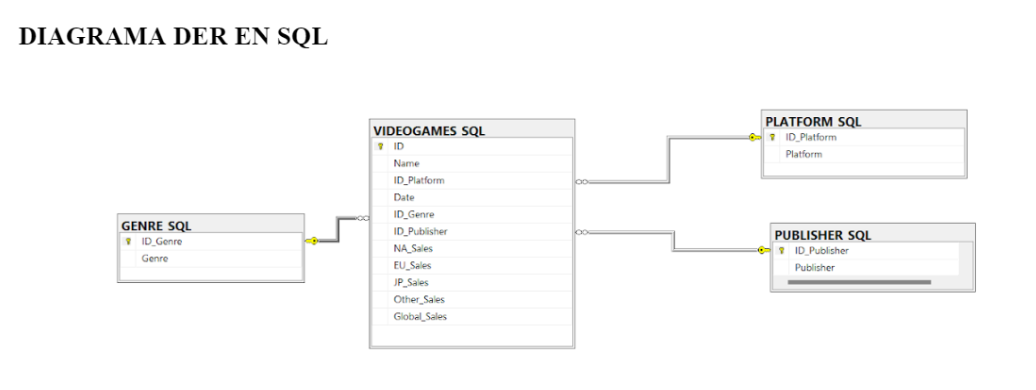 DIAGRAMA DER EN SQL
VIDEOGAMES SQL
ID
Name
ID_Platform
Date
ID_Genre
ID_Publisher
NA_Sales
EU_Sales
JP_Sales
Other_Sales
Global_Sales
GENRE SQL
ID_Genre
Genre
PLATFORM SQL
ID_Platform
Platform
PUBLISHER SQL
ID_Publisher
Publisher